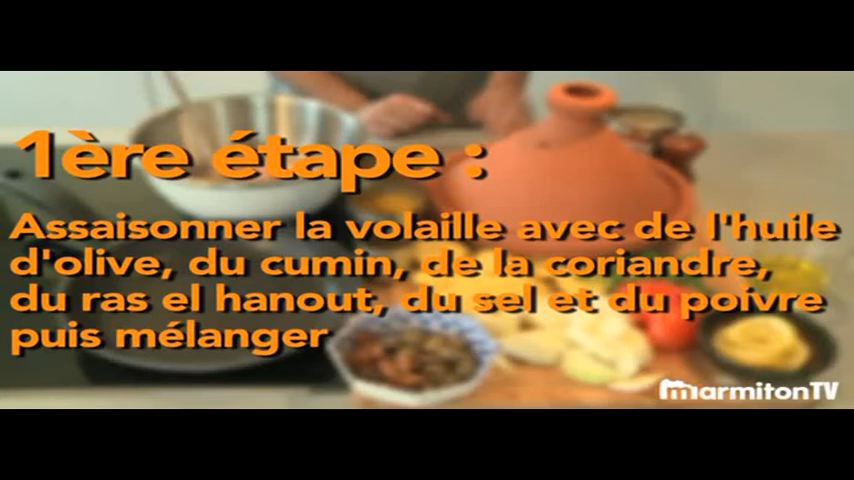 1ère étape :
Assaisonner la volaille avec de l'huile
d'olive, du cumin, de la coriandre,
du ras el hanout, du sel et du poivre
puis mélanger
marmitonTV